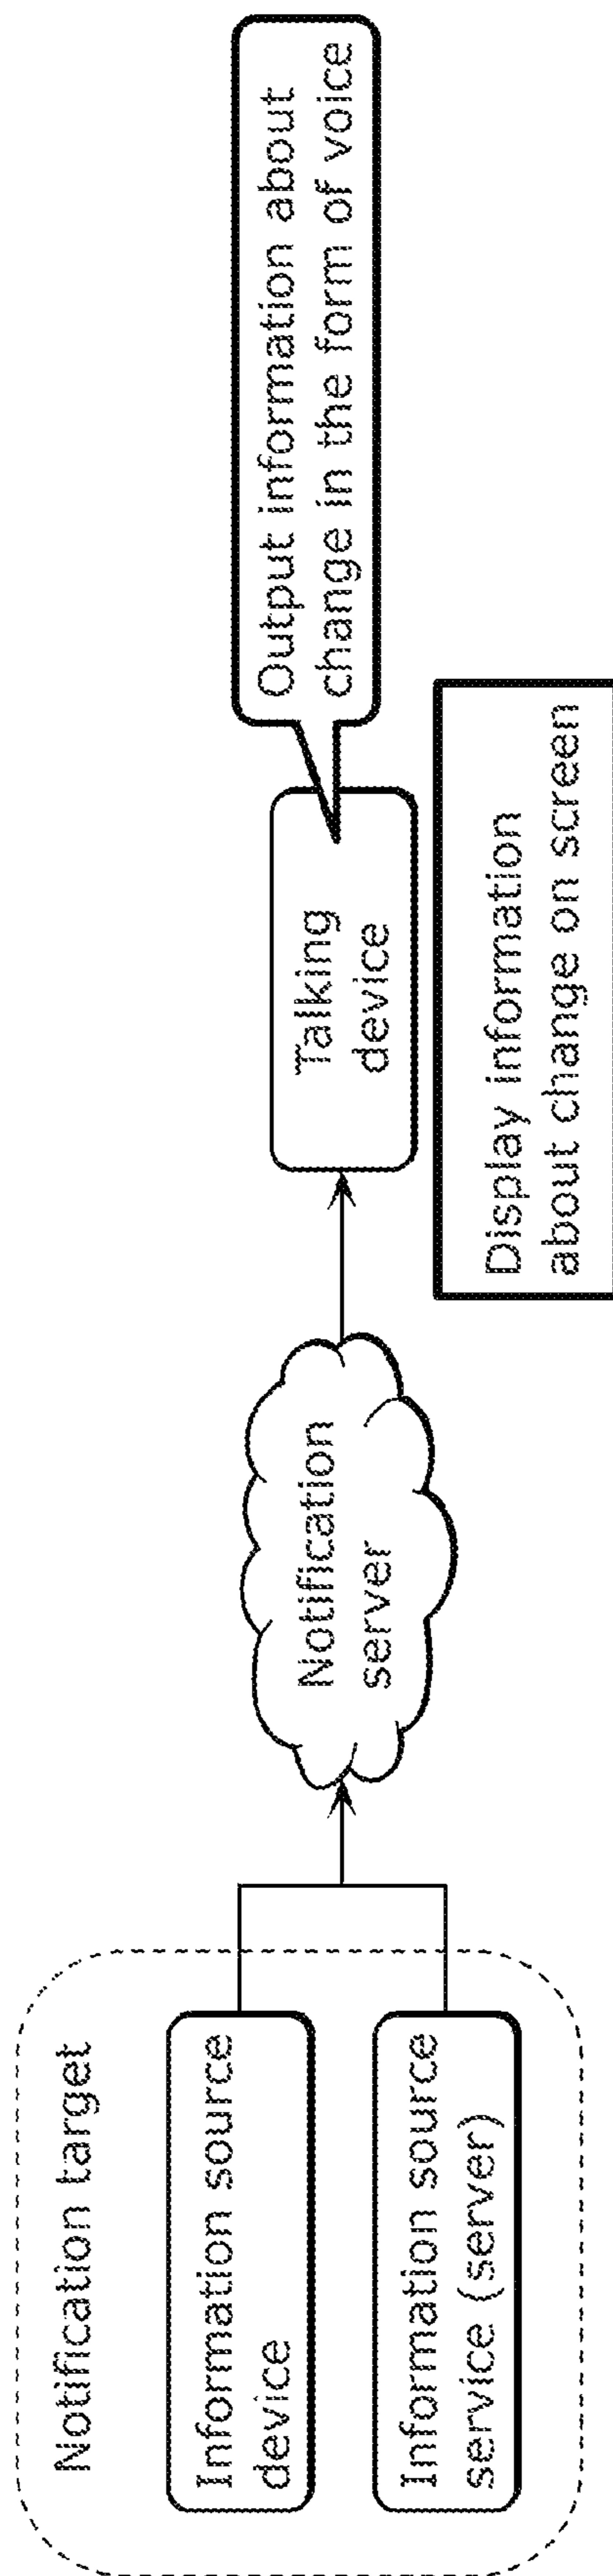 Notification target
Information source
device
Information source
service (server)
Notification
server
Talking
device
Output information about
change in the form of voice
Display information
about change on screen